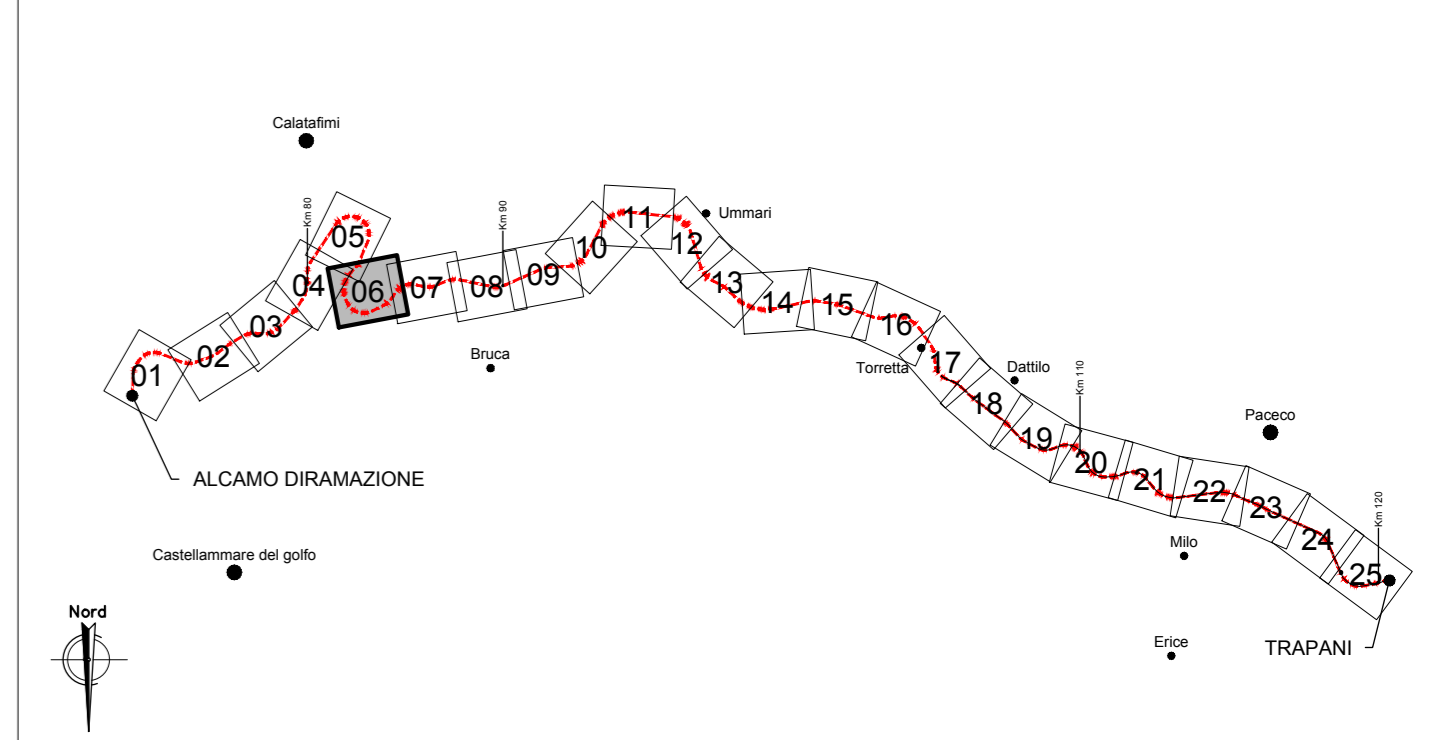 Calatafimi
Km 80
Km 90
Ummari
01
02
03
04
05
06
07
08
09
10
11
12
13
14
15
16
17
18
19
20
21
22
23
24
25
Bruca
Torretta
Dattilo
Km 110
Paceco
ALCAMO DIRAMAZIONE
Km 120
Castellammare del golfo
Milo
Nord
Erice
TRAPANI